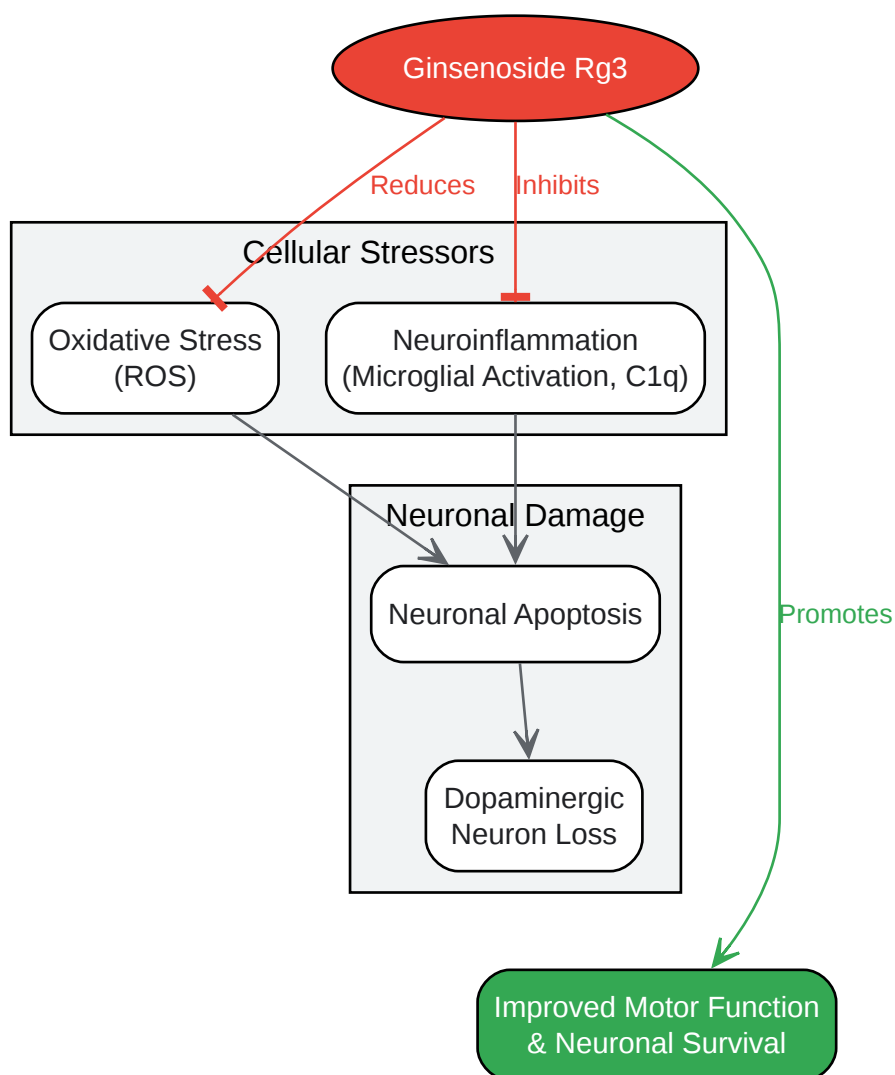 Ginsenoside Rg3
Reduces
Inhibits
Cellular Stressors
Oxidative Stress
(ROS)
Neuroinflammation
(Microglial Activation, C1q)
Neuronal Damage
Neuronal Apoptosis
Promotes
Dopaminergic
Neuron Loss
Improved Motor Function
& Neuronal Survival